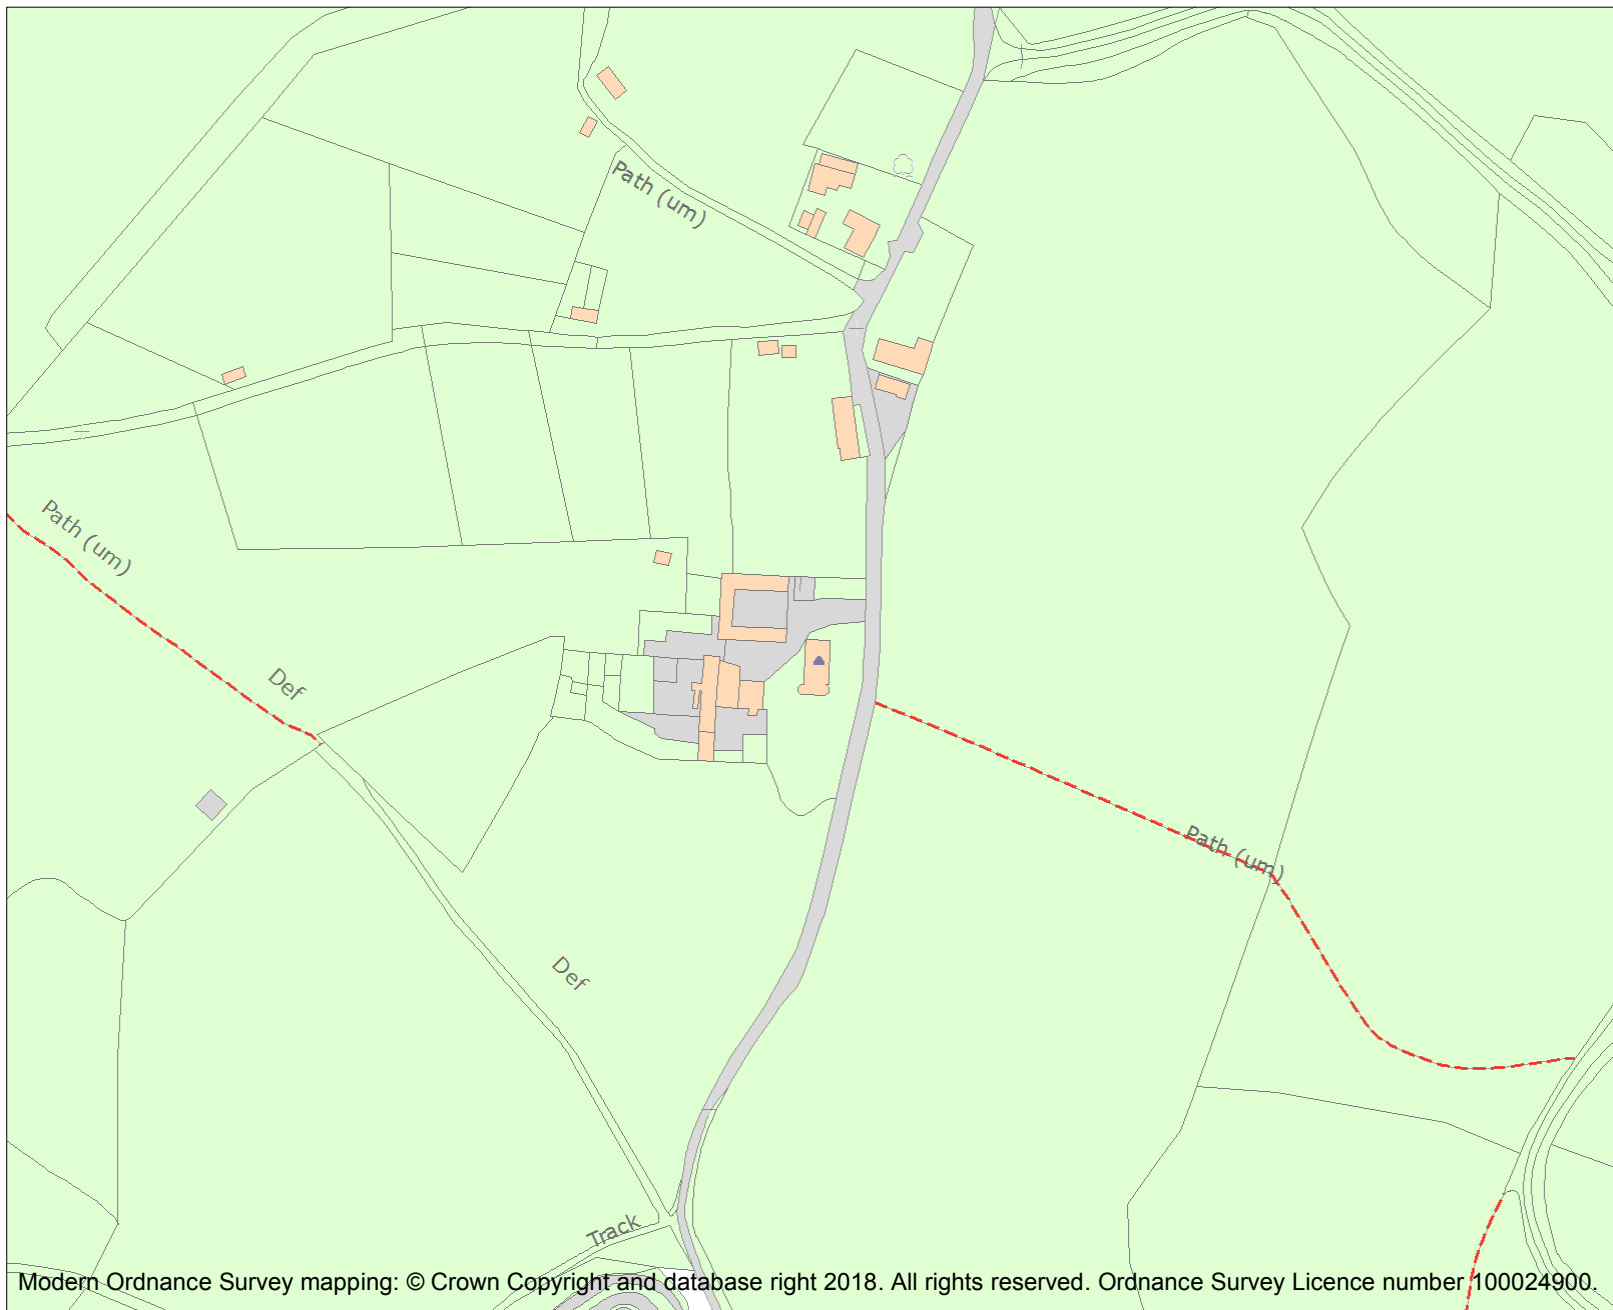 Path (um)
Path (um)
Def
Path (um)
Def
Track
Modern Ordnance Survey mapping: © Crown Copyright and database right 2018. All rights reserved. Ordnance Survey Licence number 100024900.